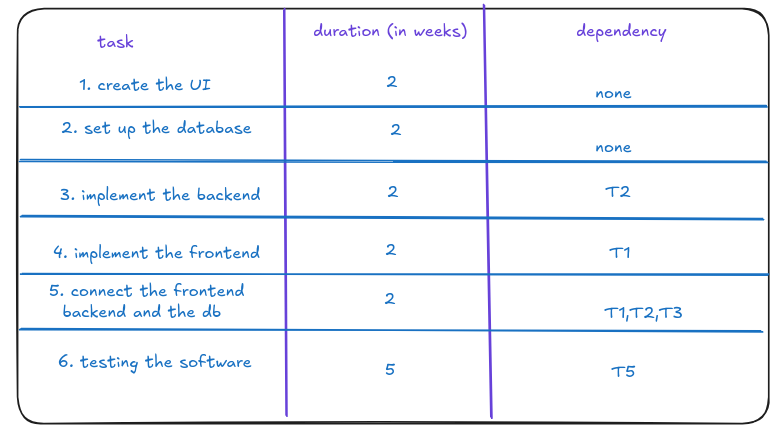 task duration (in weeks) dependency
1. create the UI 2 none
2. set up the database 2 none
3. implement the backend 2 T2
4. implement the frontend 2 T1
5. connect the frontend 2
backend and the db T1,T2,T3
6. testing the software 5 T5